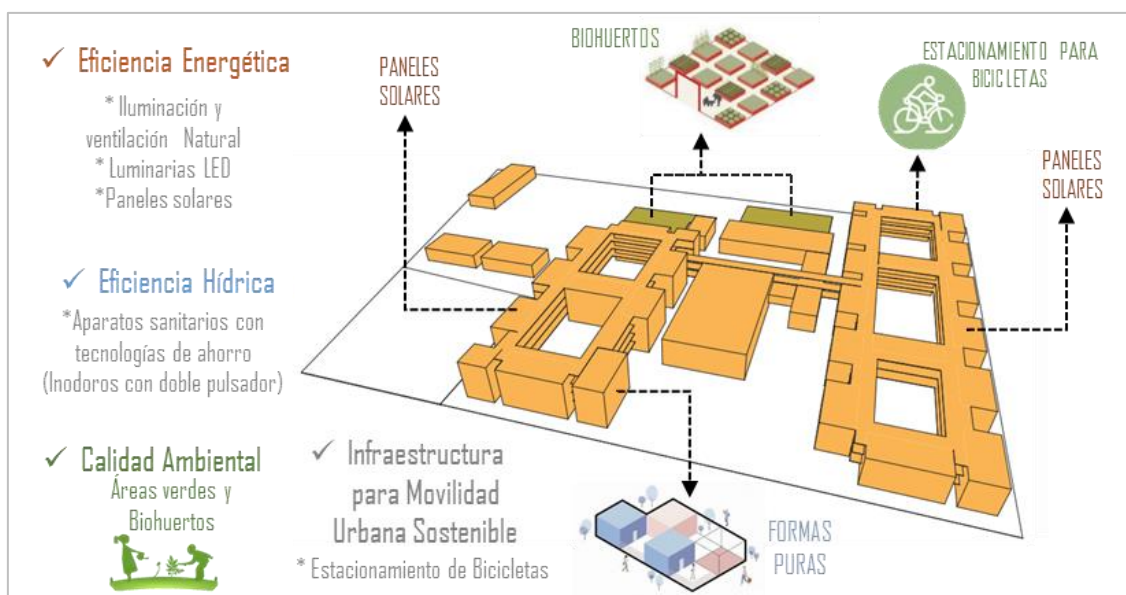 ✓ Eficiencia Energética
* Iluminación y
ventilación Natural
* Luminarias LED
*Paneles solares
✓ Eficiencia Hídrica
*Aparatos sanitarios con
tecnologías de ahorro
(Inodoros con doble pulsador)
✓ Calidad Ambiental
Áreas verdes y
Biohuertos
✓ Infraestructura
para Movilidad
Urbana Sostenible
* Estacionamiento de Bicicletas
PANELES
SOLARES
BIOHUERTOS
ESTACIONAMIENTO PARA
BICICLETAS
PANELES
SOLARES
FORMAS
PURAS